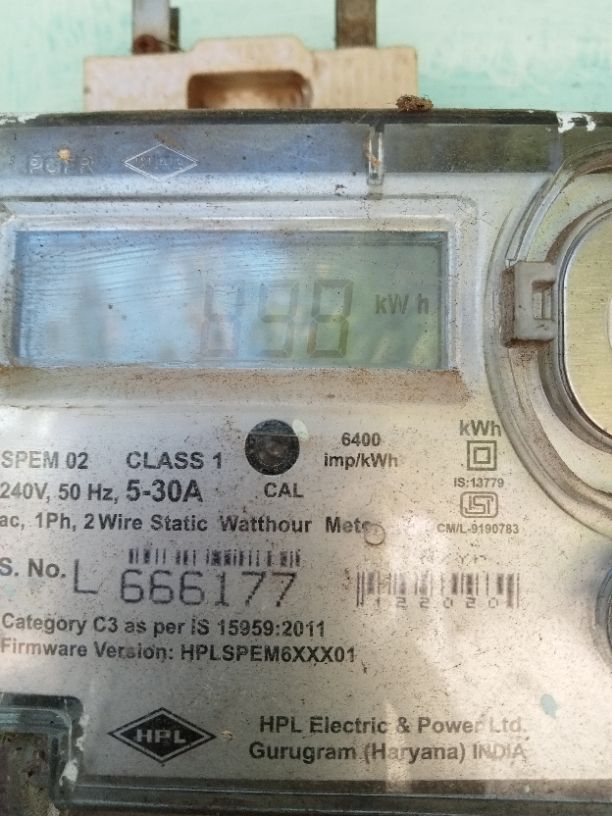 kWh
SPEM 02 CLASS 1
6400
imp/kWh
kWh
240V, 50 Hz, 5-30A
CAL
IS:13779
ac, 1Ph, 2 Wire Static Watthour
CM/L-9190783
S. No. L 666177
122020
Category C3 as per IS 15959:2011
Firmware Version: HPLSPEM6XXX01
HPL
HPL Electric & Power Ltd.
Gurugram (Haryana) INDIA